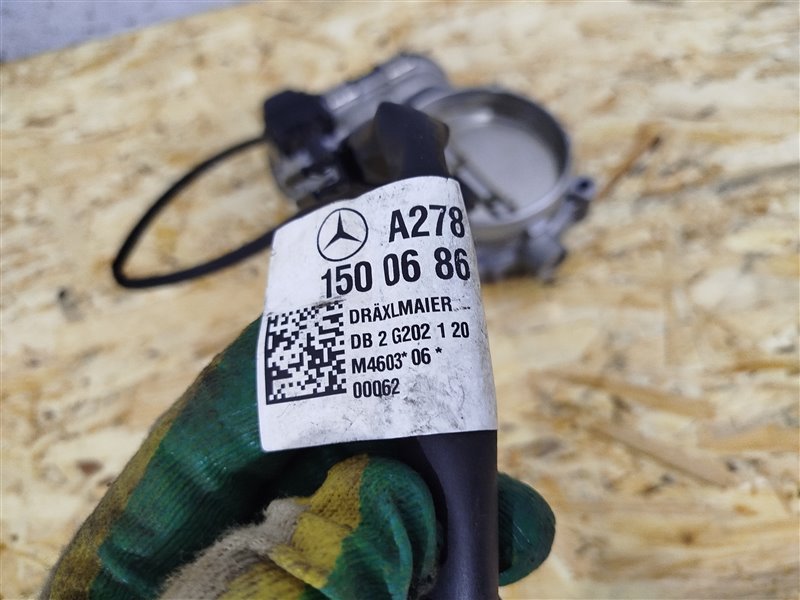 A278
150 06 86
DRÄXLMAIER
DB 2 G202 1 20
M4603* 06 *
00062